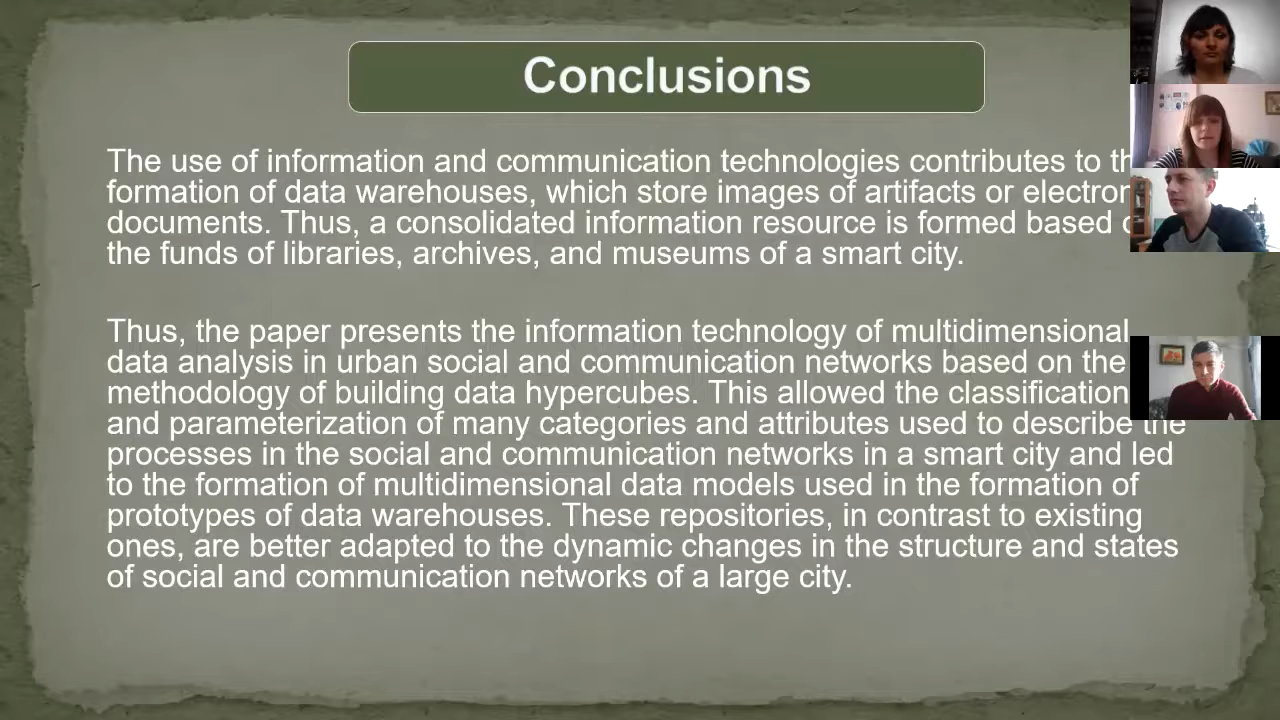 Conclusions
The use of information and communication technologies contributes to
formation of data warehouses, which store images of artifacts or
documents. Thus, a consolidated information resource is formed based
the funds of libraries, archives, and museums of a smart city.
Thus, the paper presents the information technology of multidimensional
data analysis in urban social and communication networks based on the
methodology of building data hypercubes. This allowed the classification
and parameterization of many categories and attributes used to describe the
processes in the social and communication networks in a smart city and led
to the formation of multidimensional data models used in the formation of
prototypes of data warehouses. These repositories, in contrast to existing
ones, are better adapted to the dynamic changes in the structure and states
of social and communication networks of a large city.